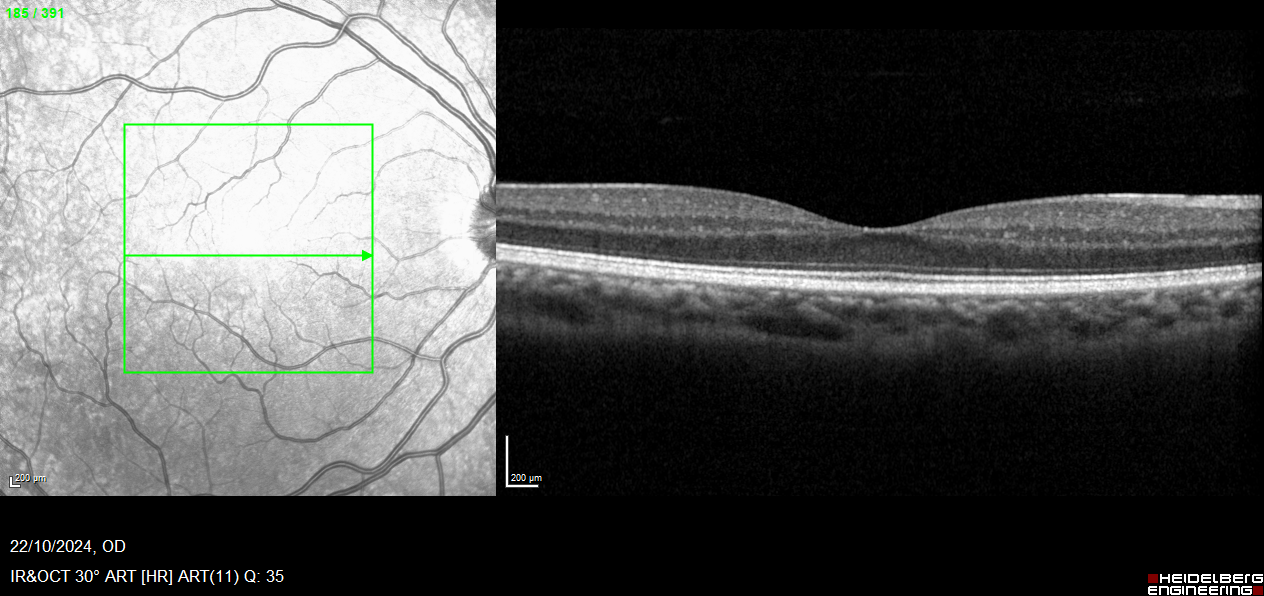 185 / 391
200 µm
200 µm
22/10/2024, OD
IR&OCT 30° ART [HR] ART(11) Q: 35
HEIDELBERG
ENGINEERING